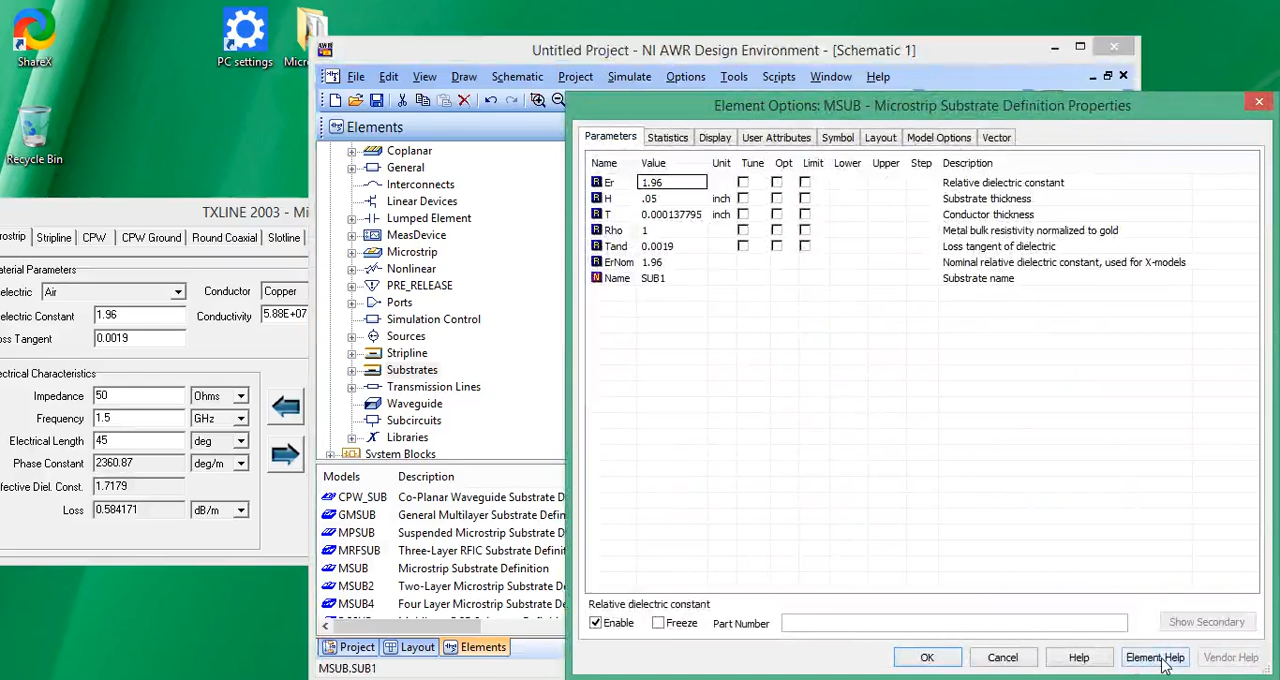 ShareX
PC settings
Recycle Bin
Untitled Project - NI AWR Design Environment - [Schematic 1]
File Edit View Draw Schematic Project Simulate Options Tools Scripts Window Help
Elements
Coplanar
General
Interconnects
Linear Devices
Lumped Element
MeasDevice
Microstrip
Nonlinear
PRE_RELEASE
Ports
Simulation Control
Sources
Stripline
Substrates
Transmission Lines
Waveguide
Subcircuits
Libraries
System Blocks
Models Description
CPW_SUB Co-Planar Waveguide Substrate D
GMSUB General Multilayer Substrate Defin
MPSUB Suspended Microstrip Substrate D
MRFSUB Three-Layer RFIC Substrate Defini
MSUB Microstrip Substrate Definition
MSUB2 Two-Layer Microstrip Substrate D
MSUB4 Four Layer Microstrip Substrate D
Project Layout Elements
MSUB.SUB1
TXLINE 2003 - Mi
ostrip Stripline CPW CPW Ground Round Coaxial Slotline
aterial Parameters
electric Air Conductor Copper
electric Constant 1.96 Conductivity 5.88E+07
oss Tangent 0.0019
ectrical Characteristics
Impedance 50 Ohms
Frequency 1.5 GHz
Electrical Length 45 deg
Phase Constant 2360.87 deg/m
ffective Diel. Const. 1.7179
Loss 0.584171 dB/m
Element Options: MSUB - Microstrip Substrate Definition Properties
Parameters Statistics Display User Attributes Symbol Layout Model Options Vector
Name Value Unit Tune Opt Limit Lower Upper Step Description
Er 1.96 Relative dielectric constant
H .05 inch Substrate thickness
T 0.000137795 inch Conductor thickness
Rho 1 Metal bulk resistivity normalized to gold
Tand 0.0019 Loss tangent of dielectric
ErNom 1.96 Nominal relative dielectric constant, used for X-models
Name SUB1 Substrate name
Relative dielectric constant
Enable Freeze Part Number Show Secondary
OK Cancel Help Element Help Vendor Help